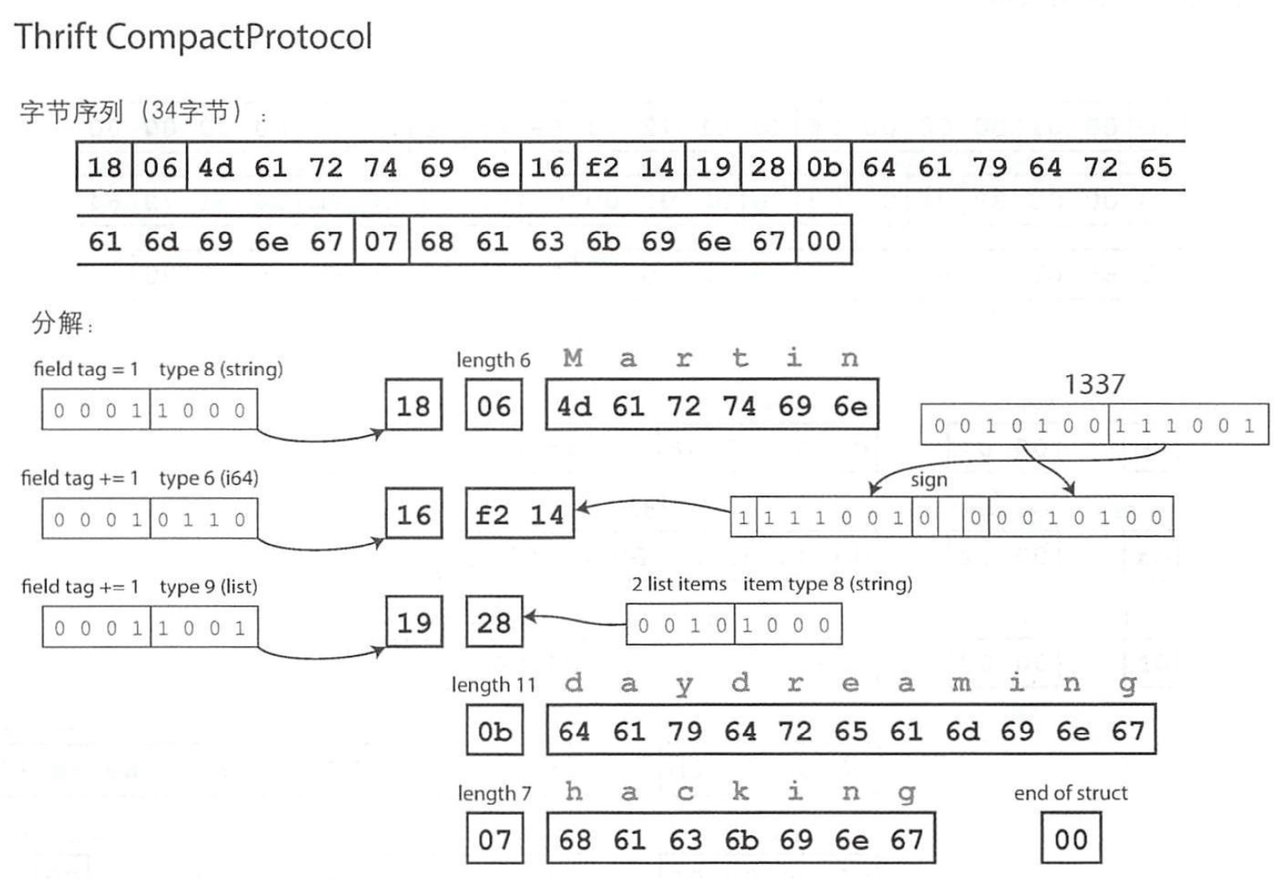 Thrift CompactProtocol
字节序列（34字节）：
18 06 4d 61 72 74 69 6e 16 f2 14 19 28 0b 64 61 79 64 72 65
61 6d 69 6e 67 07 68 61 63 6b 69 6e 67 00
分解：
field tag = 1 type 8 (string)
0 0 0 1 1 0 0 0
18
length 6
06
M a r t i n
4d 61 72 74 69 6e
1337
0 0 1 0 1 0 0 1 1 1 0 0 1
field tag += 1 type 6 (i64)
0 0 0 1 0 1 1 0
16
f2 14
sign
1 1 1 1 0 0 1 0 0 0 0 1 0 1 0 0
field tag += 1 type 9 (list)
0 0 0 1 1 0 0 1
19
28
2 list items item type 8 (string)
0 0 1 0 1 0 0 0
length 11
0b
d a y d r e a m i n g
64 61 79 64 72 65 61 6d 69 6e 67
length 7
07
h a c k i n g
68 61 63 6b 69 6e 67
end of struct
00